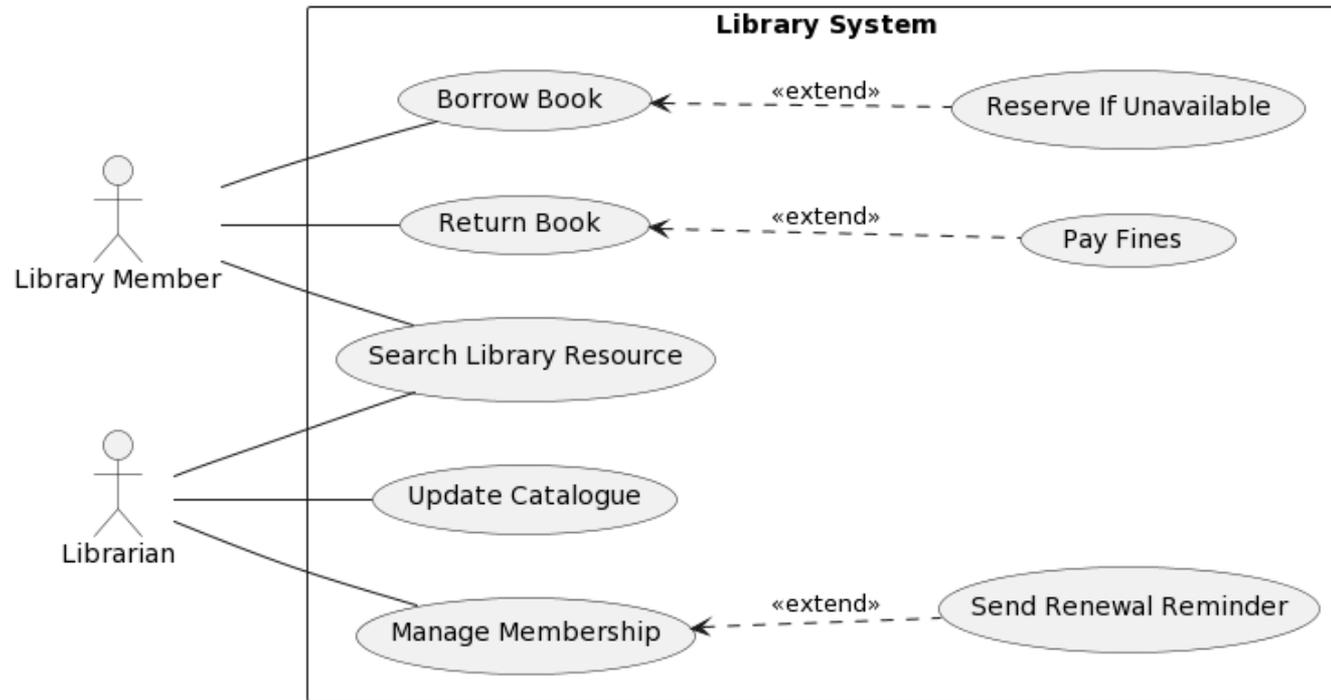 Library System
Borrow Book
«extend»
Reserve If Unavailable
Return Book
«extend»
Pay Fines
Library Member
Search Library Resource
Update Catalogue
Librarian
Manage Membership
«extend»
Send Renewal Reminder